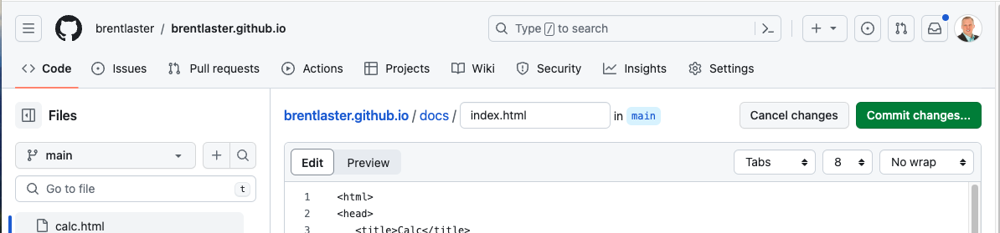 brentlaster / brentlaster.github.io
Type / to search
Code Issues Pull requests Actions Projects Wiki Security Insights Settings
Files
brentlaster.github.io / docs / index.html in main
Cancel changes Commit changes...
main
Edit Preview
Tabs 8 No wrap
Go to file t
1 <html>
2 <head>
calc.html
3 <title>Calc</title>